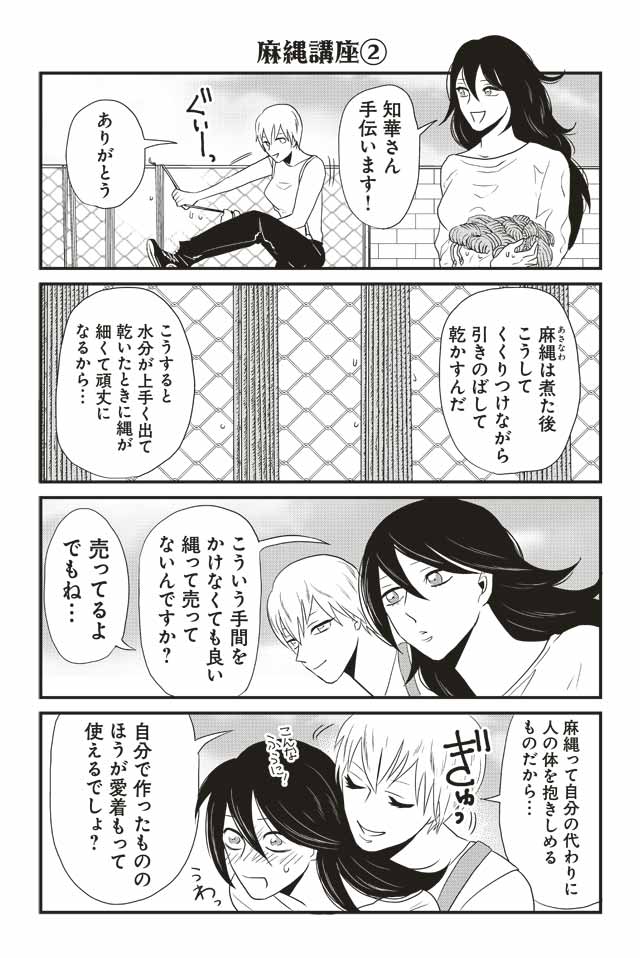 麻縄講座②
知華さん
手伝います！
ぐぃーっ
ありがとう
麻縄は煮た後
あさなわ
こうして
くくりつけながら
引きのばして
乾かすんだ
こうすると
水分が上手く出て
乾いたときに縄が
細くて頑丈に
なるから…
こういう手間を
かけなくても良い
縄って売って
ないんですか？
売ってるよ
でもね…
麻縄って自分の代わりに
人の体を抱きしめる
ものだから…
ぎゅっ
こんな
ふうに！
うわっ
自分で作ったものの
ほうが愛着もって
使えるでしょ？